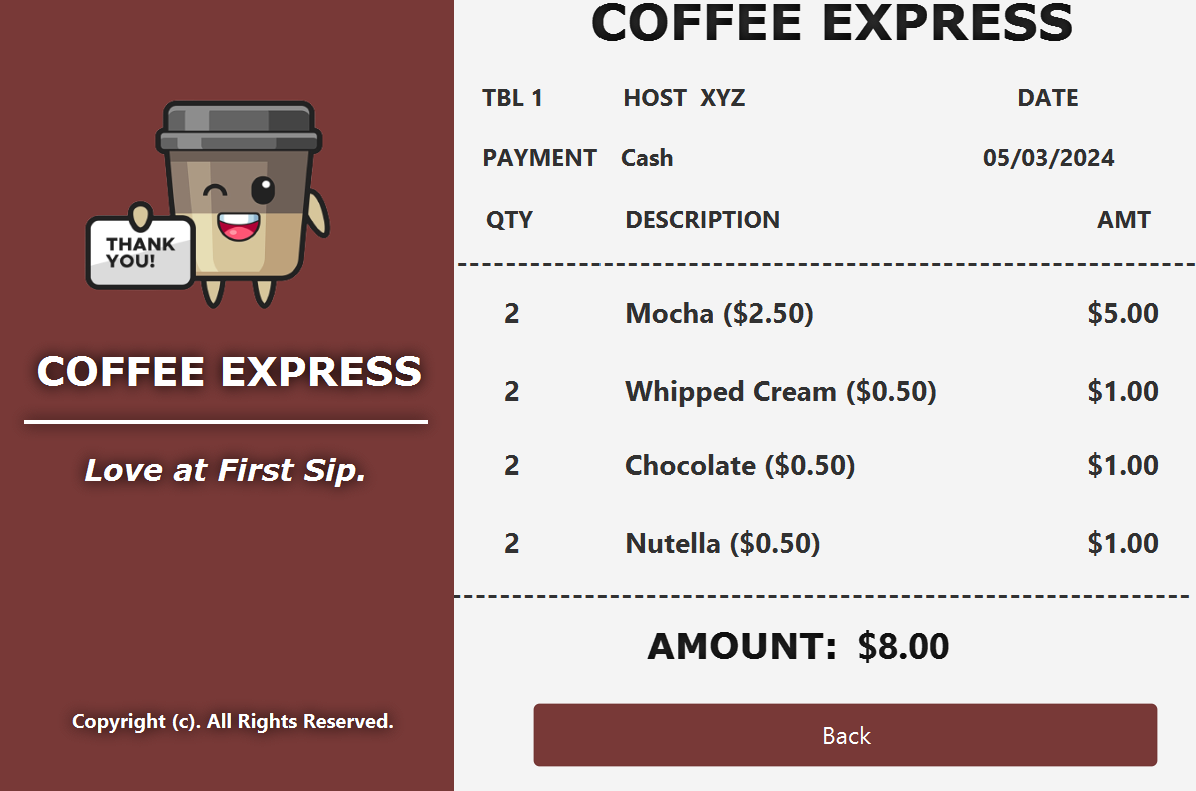 THANK
YOU!
COFFEE EXPRESS
Love at First Sip.
Copyright (c). All Rights Reserved.
COFFEE EXPRESS
TBL 1 HOST XYZ DATE
PAYMENT Cash 05/03/2024
QTY DESCRIPTION AMT
2 Mocha ($2.50) $5.00
2 Whipped Cream ($0.50) $1.00
2 Chocolate ($0.50) $1.00
2 Nutella ($0.50) $1.00
AMOUNT: $8.00
Back